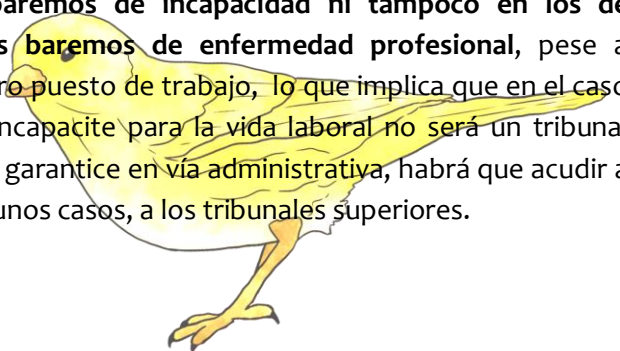 baremos de incapacidad ni tampoco en los de
s baremos de enfermedad profesional, pese a
ro puesto de trabajo, lo que implica que en el caso
ncapacite para la vida laboral no será un tribuna
garantice en vía administrativa, habrá que acudir a
unos casos, a los tribunales superiores.